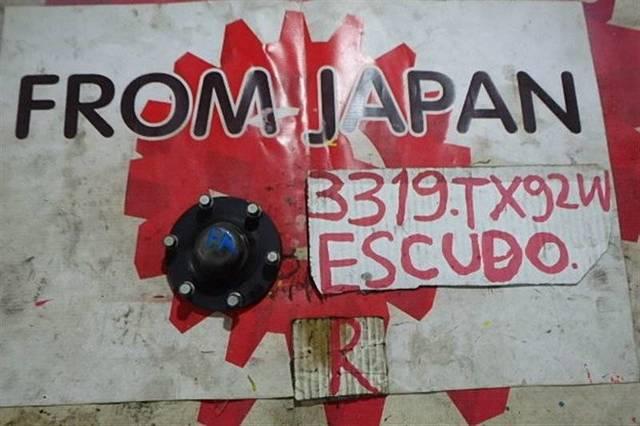 FROM JAPAN
3319.TX92W
ESCUDO.
R